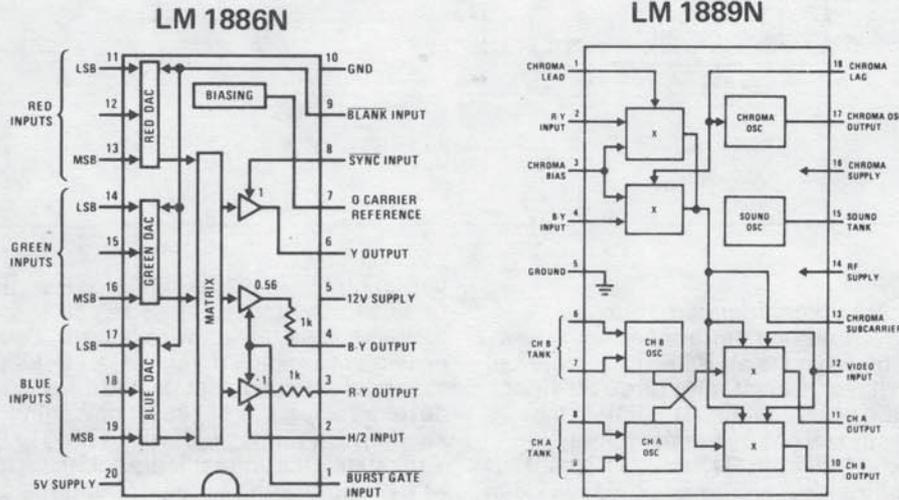 LM 1886N
11
LSB
12
RED
INPUTS
13
MSB
RED DAC
14
LSB
15
GREEN
INPUTS
16
MSB
GREEN DAC
17
LSB
18
BLUE
INPUTS
19
MSB
BLUE DAC
20
5V SUPPLY
BIASING
MATRIX
1
0.56
1k
1k
-1
10
GND
9
BLANK INPUT
8
SYNC INPUT
7
O CARRIER
REFERENCE
6
Y OUTPUT
5
12V SUPPLY
4
B-Y OUTPUT
3
R-Y OUTPUT
2
H/2 INPUT
1
BURST GATE
INPUT
LM 1889N
CHROMA
LEAD
1
R Y
INPUT
2
CHROMA
BIAS
3
B Y
INPUT
4
GROUND
5
6
CH B
TANK
7
8
CH A
TANK
9
X
X
CHROMA
OSC
SOUND
OSC
CH B
OSC
CH A
OSC
X
X
18
CHROMA
LAG
17
CHROMA OSC
OUTPUT
16
CHROMA
SUPPLY
15
SOUND
TANK
14
RF
SUPPLY
13
CHROMA
SUBCARRIER
12
VIDEO
INPUT
11
CH A
OUTPUT
10
CH B
OUTPUT